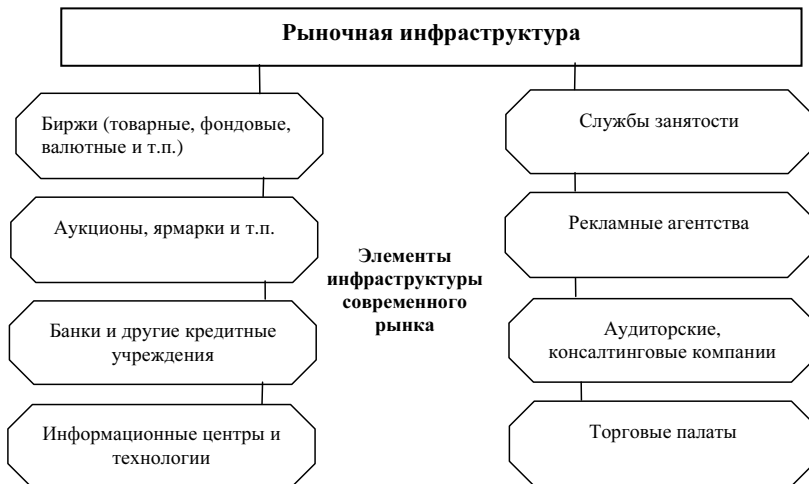 Рыночная инфраструктура
Биржи (товарные, фондовые,
валютные и т.п.)
Аукционы, ярмарки и т.п.
Банки и другие кредитные
учреждения
Информационные центры и
технологии
Элементы
инфраструктуры
современного
рынка
Службы занятости
Рекламные агентства
Аудиторские,
консалтинговые компании
Торговые палаты